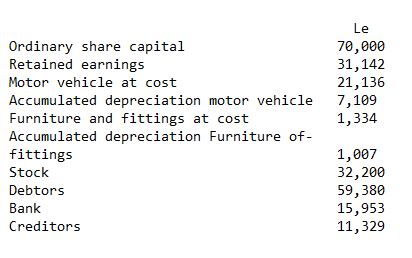 Le
Ordinary share capital 70,000
Retained earnings 31,142
Motor vehicle at cost 21,136
Accumulated depreciation motor vehicle 7,109
Furniture and fittings at cost 1,334
Accumulated depreciation Furniture of-
fittings 1,007
Stock 32,200
Debtors 59,380
Bank 15,953
Creditors 11,329